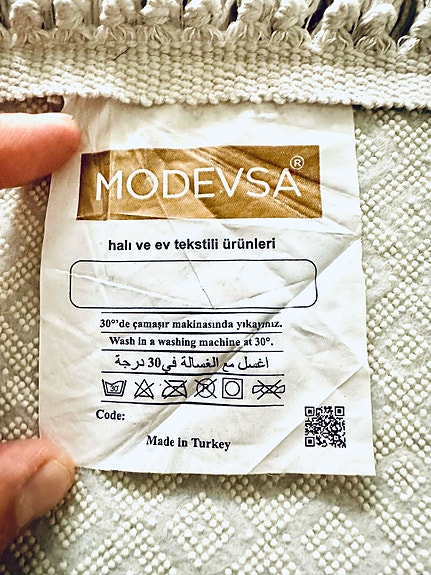 MODEVSA®
halı ve ev tekstili ürünleri
30°'de çamaşır makinasında yıkayınız.
Wash in a washing machine at 30°.
اغسل مع الغسالة في 30 درجة
30
Code:
Made in Turkey